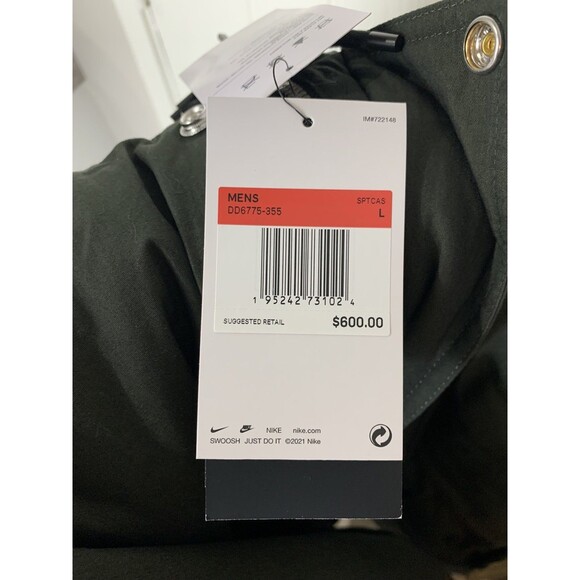 IM#722148
MENS SPTCAS
DD6775-355 L
1 95242 73102 4
SUGGESTED RETAIL $600.00
NIKE nike.com
SWOOSH JUST DO IT ©2021 Nike